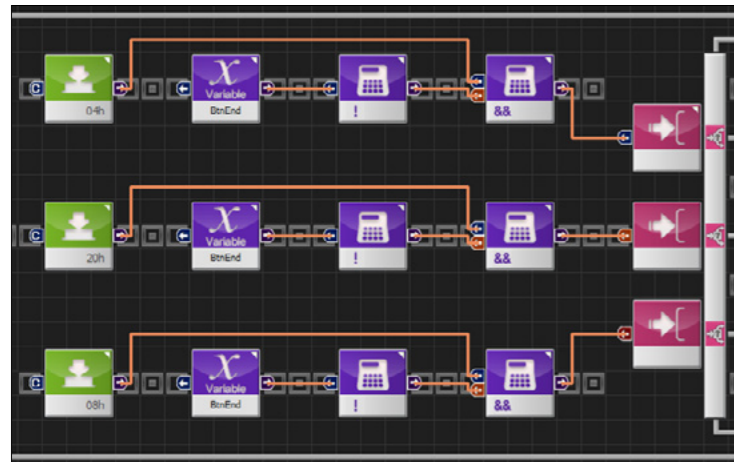 C
04h
X
Variable
BtnEnd
!
&&
C
20h
X
Variable
BtnEnd
!
&&
C
08h
X
Variable
BtnEnd
!
&&